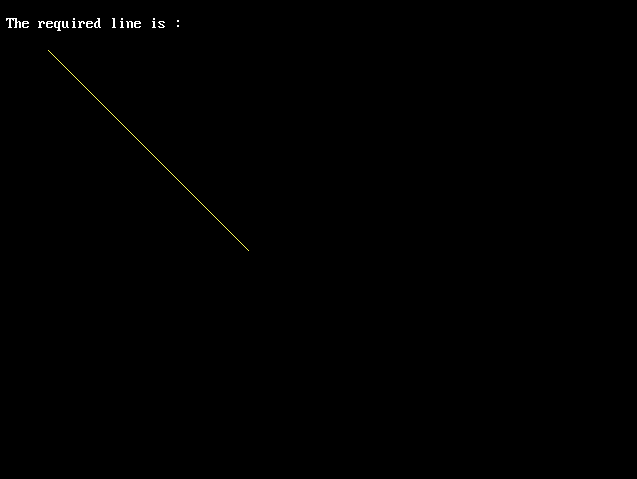 The required line is :